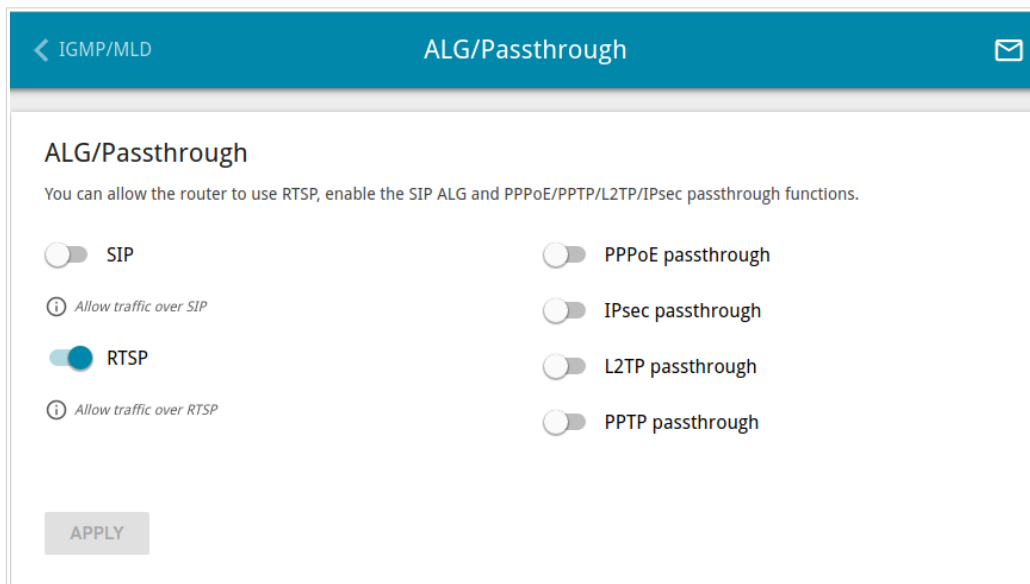 IGMP/MLD
ALG/Passthrough
ALG/Passthrough
You can allow the router to use RTSP, enable the SIP ALG and PPPoE/PPTP/L2TP/IPsec passthrough functions.
SIP
Allow traffic over SIP
RTSP
Allow traffic over RTSP
PPPoE passthrough
IPsec passthrough
L2TP passthrough
PPTP passthrough
APPLY